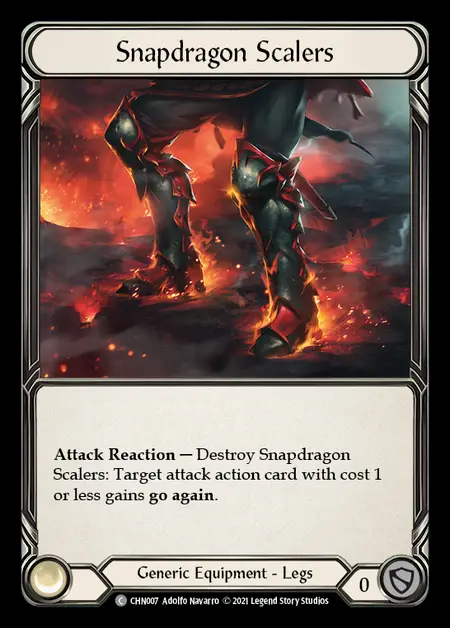 Snapdragon Scalers
Attack Reaction — Destroy Snapdragon
Scalers: Target attack action card with cost 1
or less gains go again.
Generic Equipment - Legs
0
C CHN007 Adolfo Navarro © 2021 Legend Story Studios